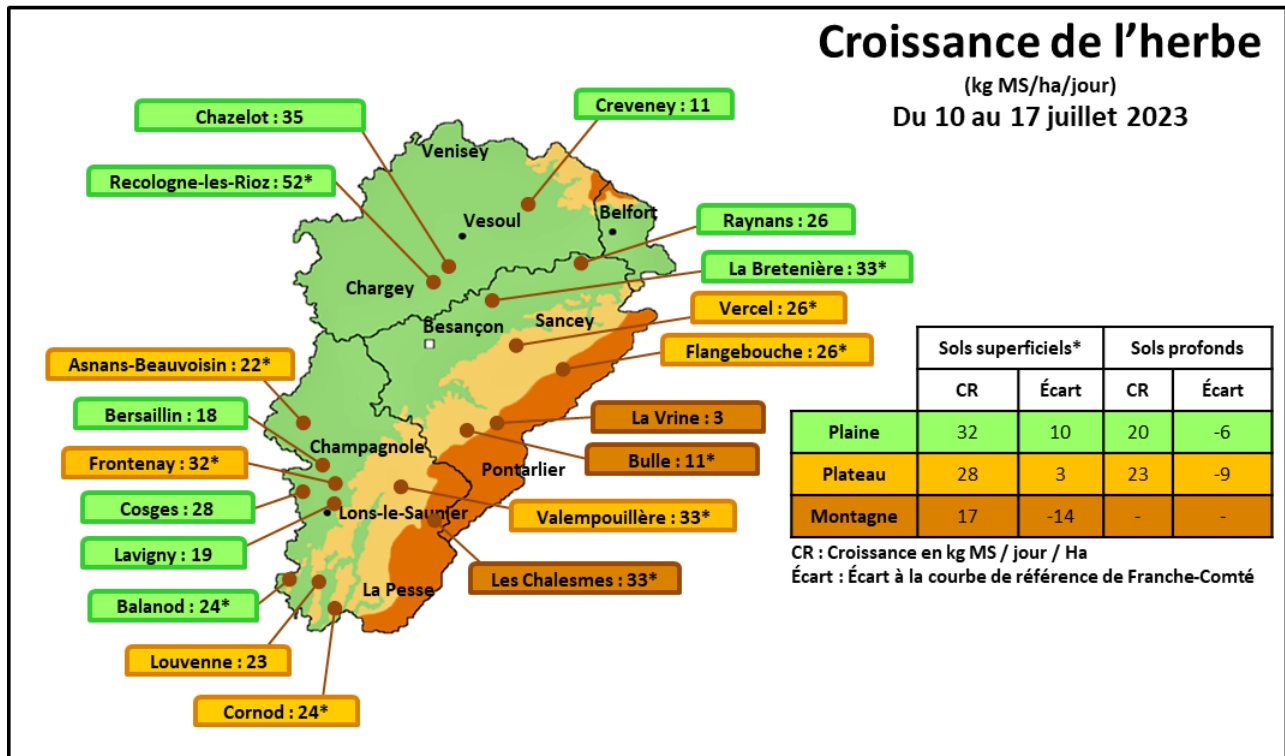 Croissance de l’herbe
(kg MS/ha/jour)
Du 10 au 17 juillet 2023
Creveney : 11
Chazelot : 35
Venisey
Recologne-les-Rioz : 52*
Belfort
Vesoul
Raynans : 26
La Bretenière : 33*
Chargey
Vercel : 26*
Sancey
Besançon
Flangebouche : 26*
Asnans-Beauvoisin : 22*
Bersaillin : 18
La Vrine : 3
Champagnole
Frontenay : 32*
Bulle : 11*
Pontarlier
Cosges : 28
Lons-le-Saunier
Valempouillère : 33*
Lavigny : 19
Les Chalesmes : 33*
La Pesse
Balanod : 24*
Louvenne : 23
Cornod : 24*
Sols superficiels* Sols profonds
CR Écart CR Écart
Plaine 32 10 20 -6
Plateau 28 3 23 -9
Montagne 17 -14 - -
CR : Croissance en kg MS / jour / Ha
Écart : Écart à la courbe de référence de Franche-Comté